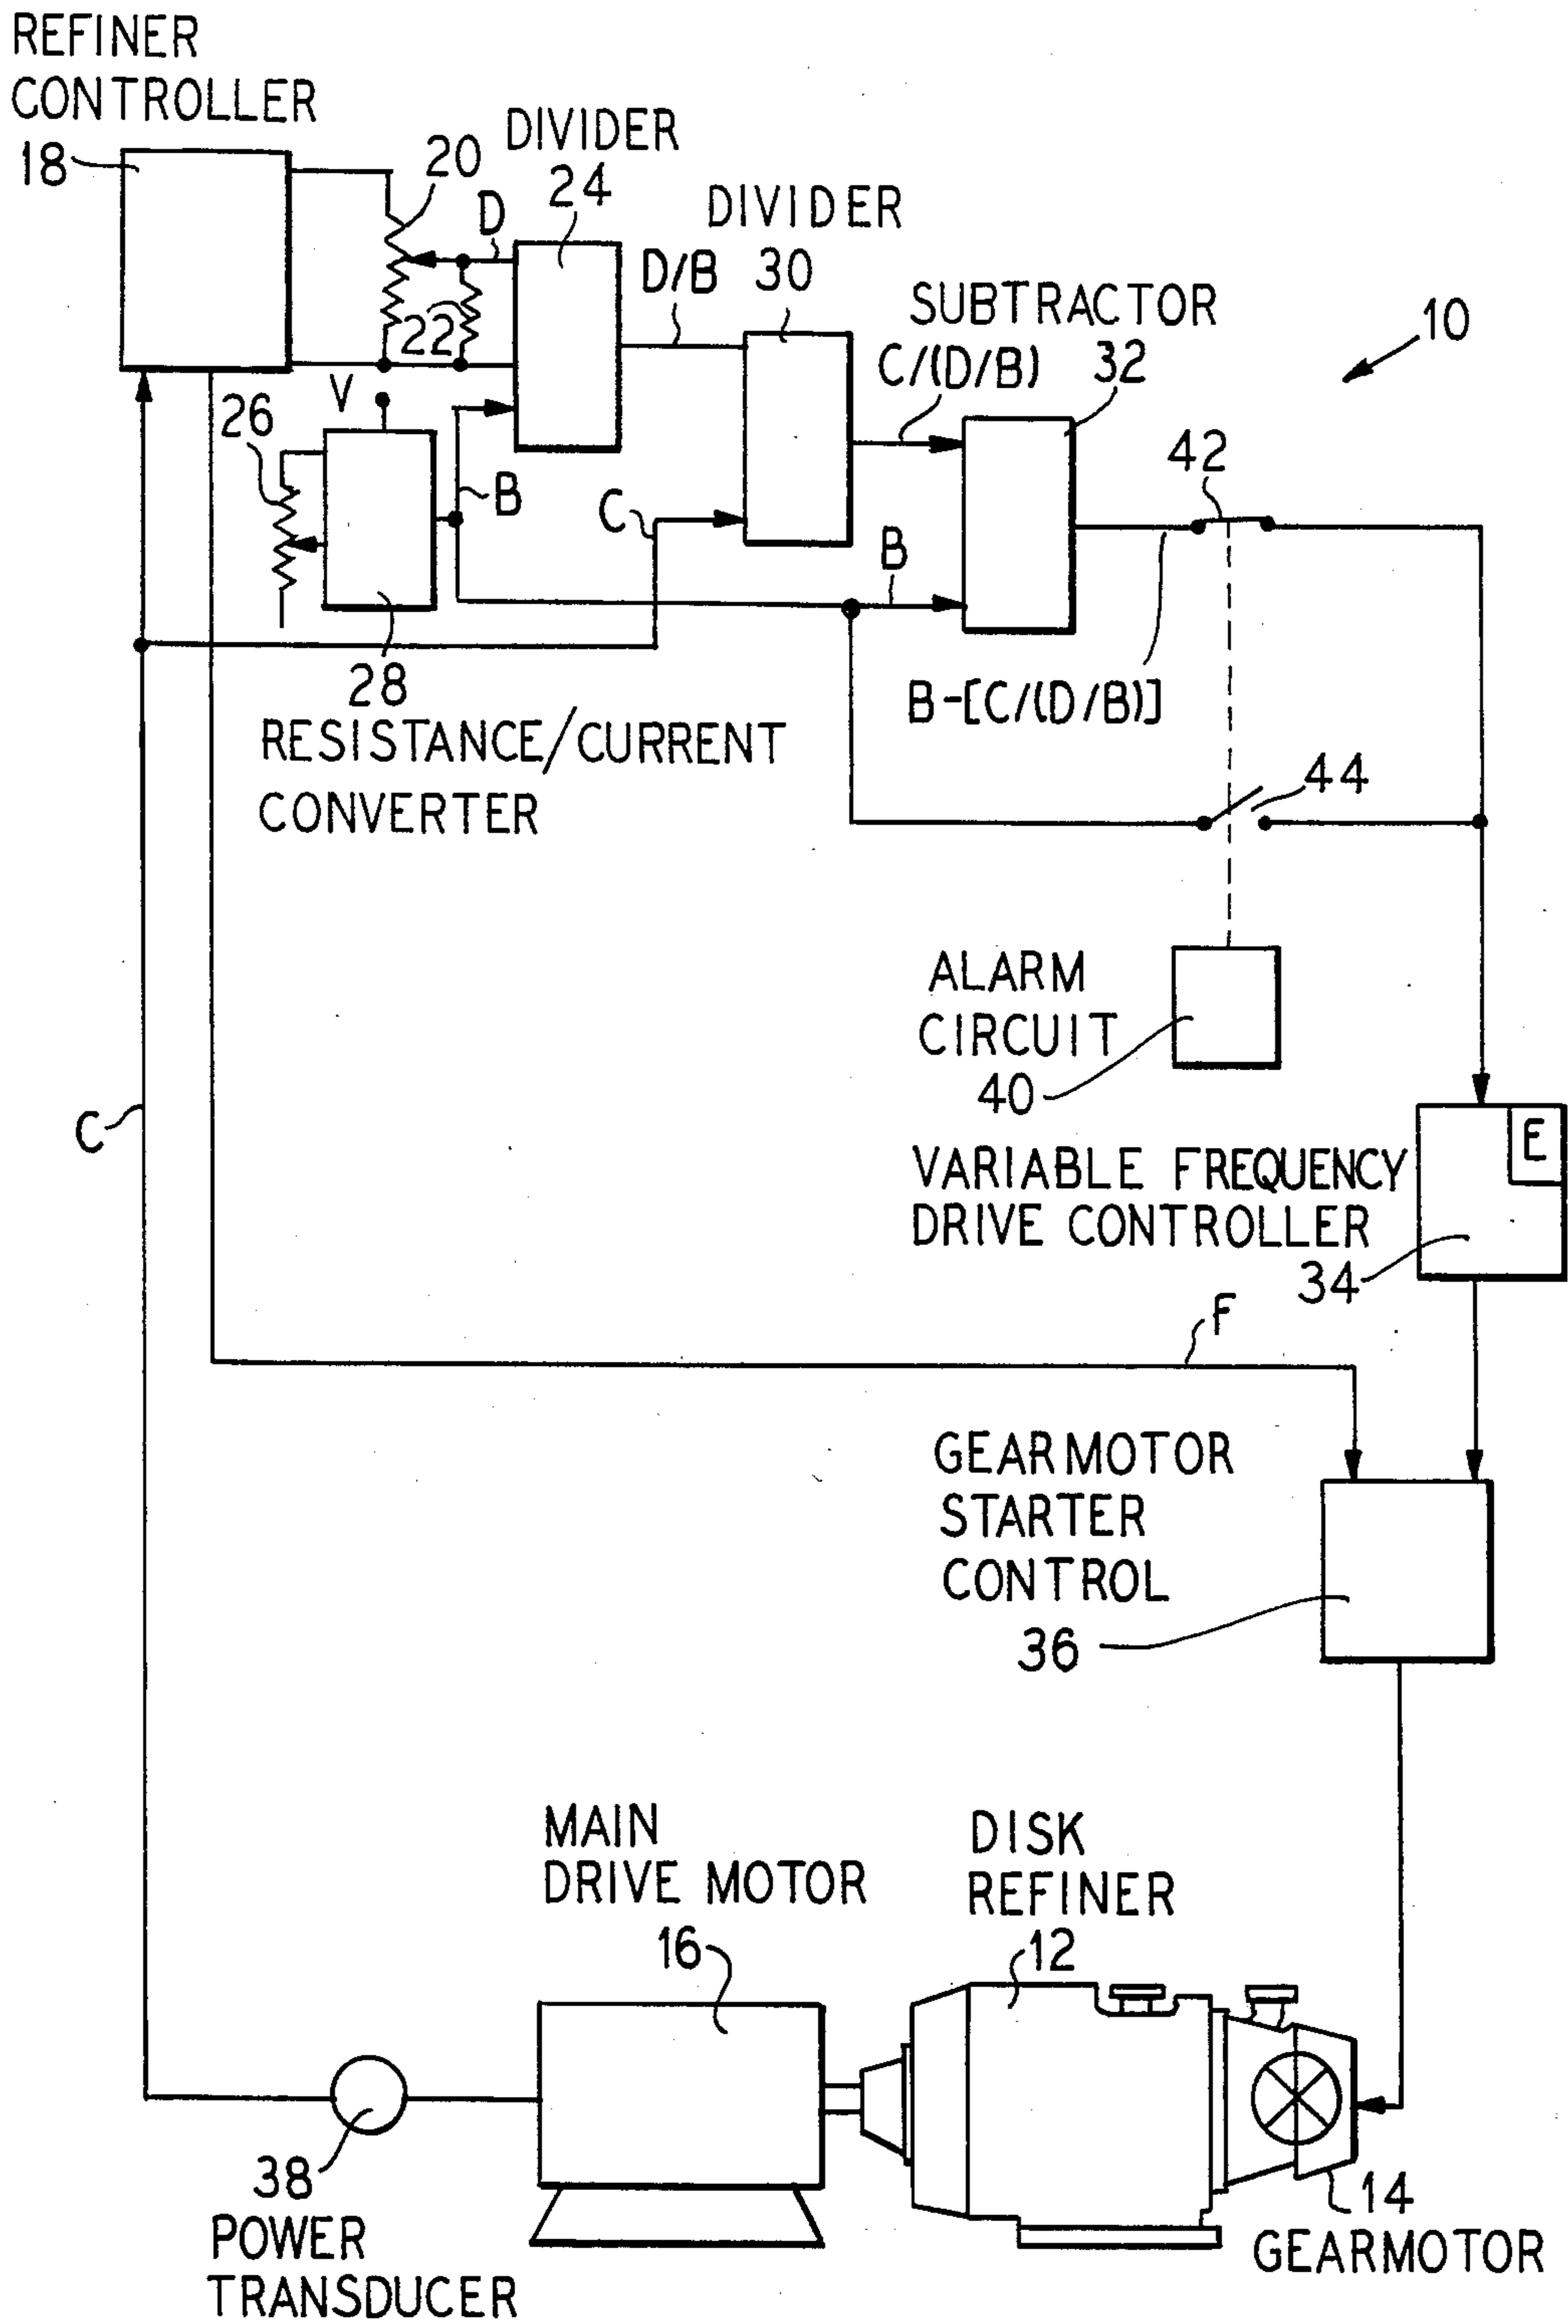 REFINER
CONTROLLER
18
20
DIVIDER
24
D
22
DIVIDER
30
D/B
SUBTRACTOR
C/(D/B)
32
10
V
26
B
C
B
42
28
RESISTANCE/CURRENT
CONVERTER
B-[C/(D/B)]
44
ALARM
CIRCUIT
40
C
E
VARIABLE FREQUENCY
DRIVE CONTROLLER
34
F
GEARMOTOR
STARTER
CONTROL
36
MAIN
DRIVE MOTOR
16
DISK
REFINER
12
38
POWER
TRANSDUCER
14
GEARMOTOR